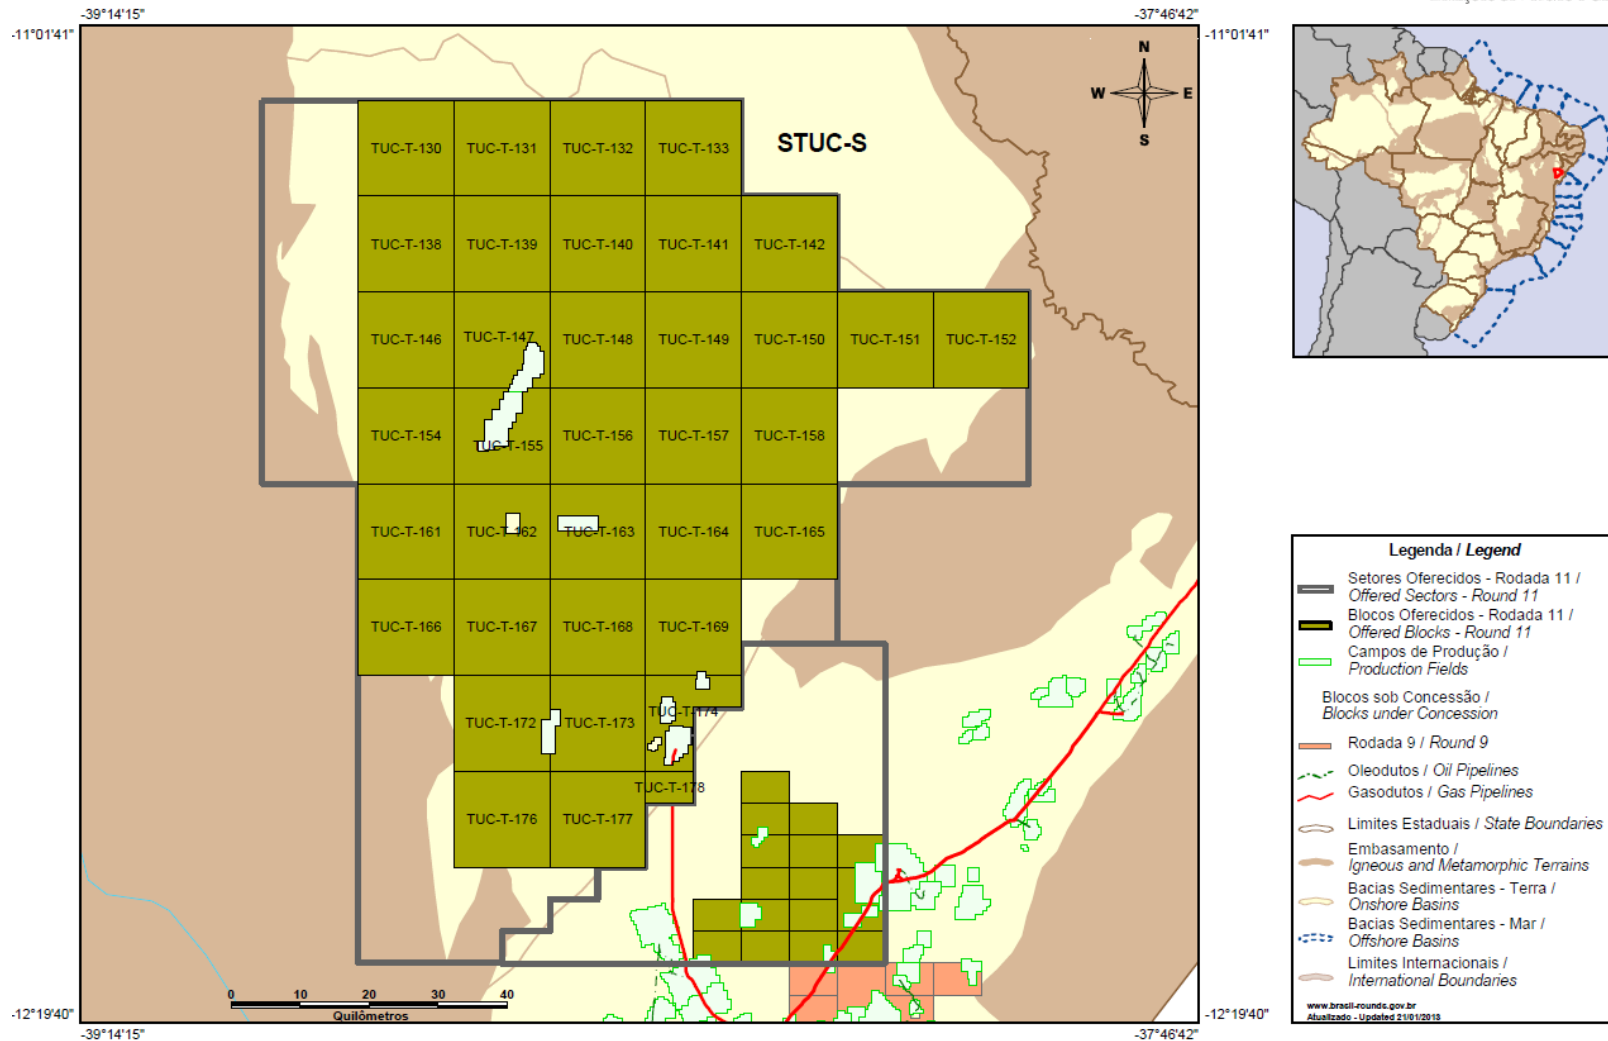 -39°14'15"
-37°46'42"
-11°01'41"
-11°01'41"
N
W E
S
STUC-S
TUC-T-130 TUC-T-131 TUC-T-132 TUC-T-133
TUC-T-138 TUC-T-139 TUC-T-140 TUC-T-141 TUC-T-142
TUC-T-146 TUC-T-147 TUC-T-148 TUC-T-149 TUC-T-150 TUC-T-151 TUC-T-152
TUC-T-154 TUC-T-155 TUC-T-156 TUC-T-157 TUC-T-158
TUC-T-161 TUC-T-162 TUC-T-163 TUC-T-164 TUC-T-165
TUC-T-166 TUC-T-167 TUC-T-168 TUC-T-169
TUC-T-172 TUC-T-173 TUC-T-174
TUC-T-178
TUC-T-176 TUC-T-177
0 10 20 30 40
Quilômetros
-12°19'40"
-12°19'40"
-39°14'15"
-37°46'42"
Legenda / Legend
Setores Oferecidos - Rodada 11 /
Offered Sectors - Round 11
Blocos Oferecidos - Rodada 11 /
Offered Blocks - Round 11
Campos de Produção /
Production Fields
Blocos sob Concessão /
Blocks under Concession
Rodada 9 / Round 9
Oleodutos / Oil Pipelines
Gasodutos / Gas Pipelines
Limites Estaduais / State Boundaries
Embasamento /
Igneous and Metamorphic Terrains
Bacias Sedimentares - Terra /
Onshore Basins
Bacias Sedimentares - Mar /
Offshore Basins
Limites Internacionais /
International Boundaries
www.brasil-rounds.gov.br
Atualizado - Updated 21/01/2013